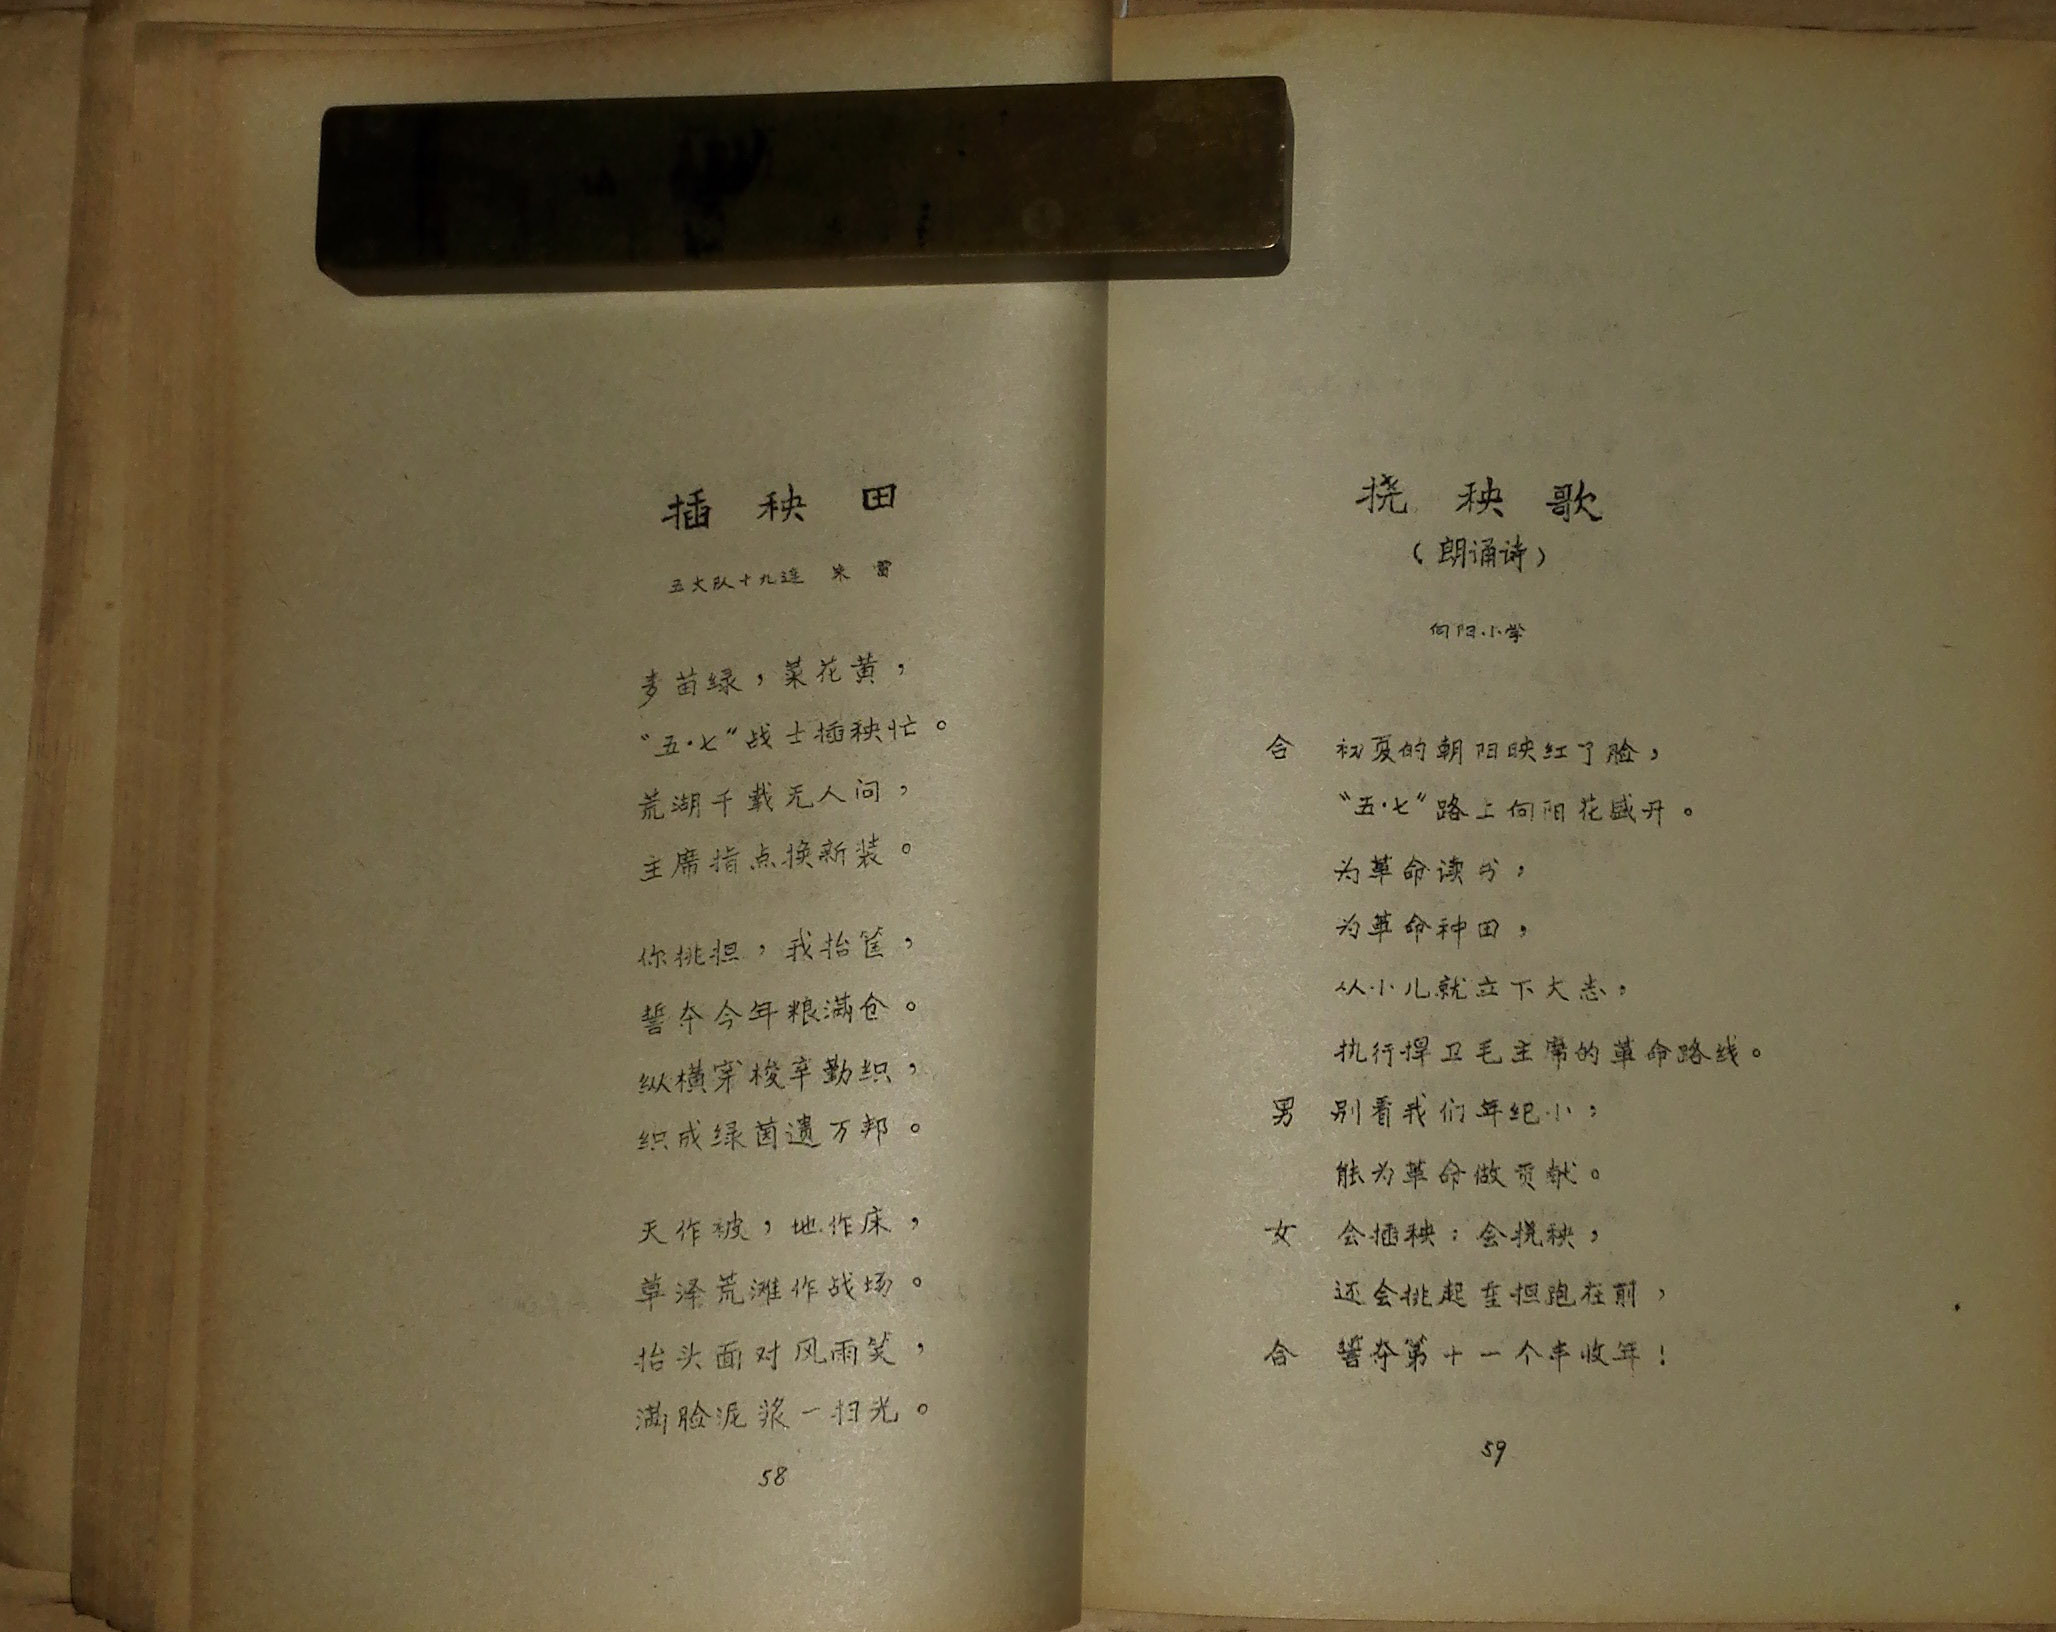 插秧田
五大队十九连 朱雷
麦苗绿，菜花黄，
“五·七”战士插秧忙。
荒湖千载无人问，
主席指点换新装。
你挑担，我抬筐，
誓夺今年粮满仓。
纵横穿梭辛勤织，
织成绿茵遗万邦。
天作被，地作床，
草泽荒滩作战场。
抬头面对风雨笑，
满脸泥浆一扫光。
58
挠秧歌
（朗诵诗）
向阳小学
合 初夏的朝阳映红了脸，
“五·七”路上向阳花盛开。
为革命读书，
为革命种田，
从小儿就立下大志，
执行捍卫毛主席的革命路线。
男 别看我们年纪小，
能为革命做贡献。
女 会插秧；会挠秧，
还会挑起重担跑在前，
合 誓夺第十一个丰收年！
59